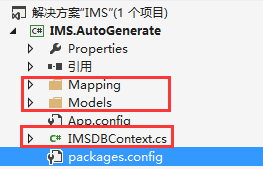 解决方案"IMS"(1 个项目)
C# IMS.AutoGenerate
Properties
引用
Mapping
Models
App.config
C# IMSDBContext.cs
packages.config